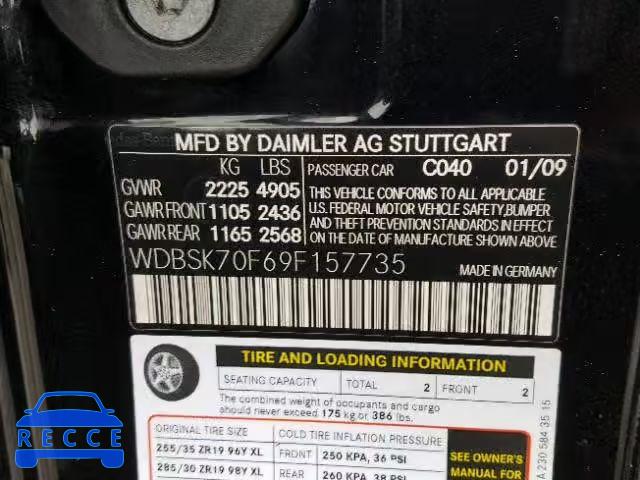 MFD BY DAIMLER AG STUTTGART
KG LBS PASSENGER CAR C040 01/09
GVWR 2225 4905
GAWR FRONT 1105 2436
GAWR REAR 1165 2568
THIS VEHICLE CONFORMS TO ALL APPLICABLE
U.S. FEDERAL MOTOR VEHICLE SAFETY,BUMPER
AND THEFT PREVENTION STANDARDS IN EFFECT
ON THE DATE OF MANUFACTURE SHOWN ABOVE
WDBSK70F69F157735
MADE IN GERMANY
TIRE AND LOADING INFORMATION
SEATING CAPACITY TOTAL 2 FRONT 2
The combined weight of occupants and cargo
should never exceed 175 kg or 386 lbs.
ORIGINAL TIRE SIZE COLD TIRE INFLATION PRESSURE
255/35 ZR19 96Y XL FRONT 250 KPA, 36 PSI
285/30 ZR19 98Y XL REAR 260 KPA, 38 PSI
SEE OWNER'S
MANUAL FOR
A 230 584 35 15
RECCE